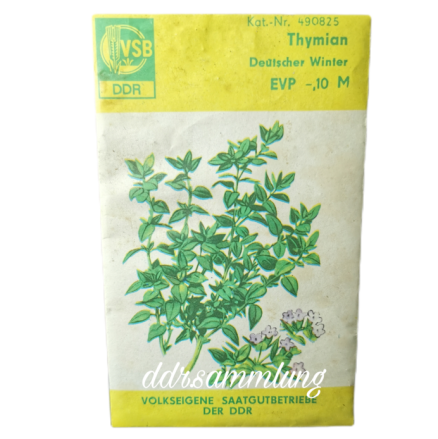 Kat.-Nr. 490825
Thymian
Deutscher Winter
EVP -,10 M
VSB
DDR
ddrsammlung
VOLKSEIGENE SAATGUTBETRIEBE
DER DDR